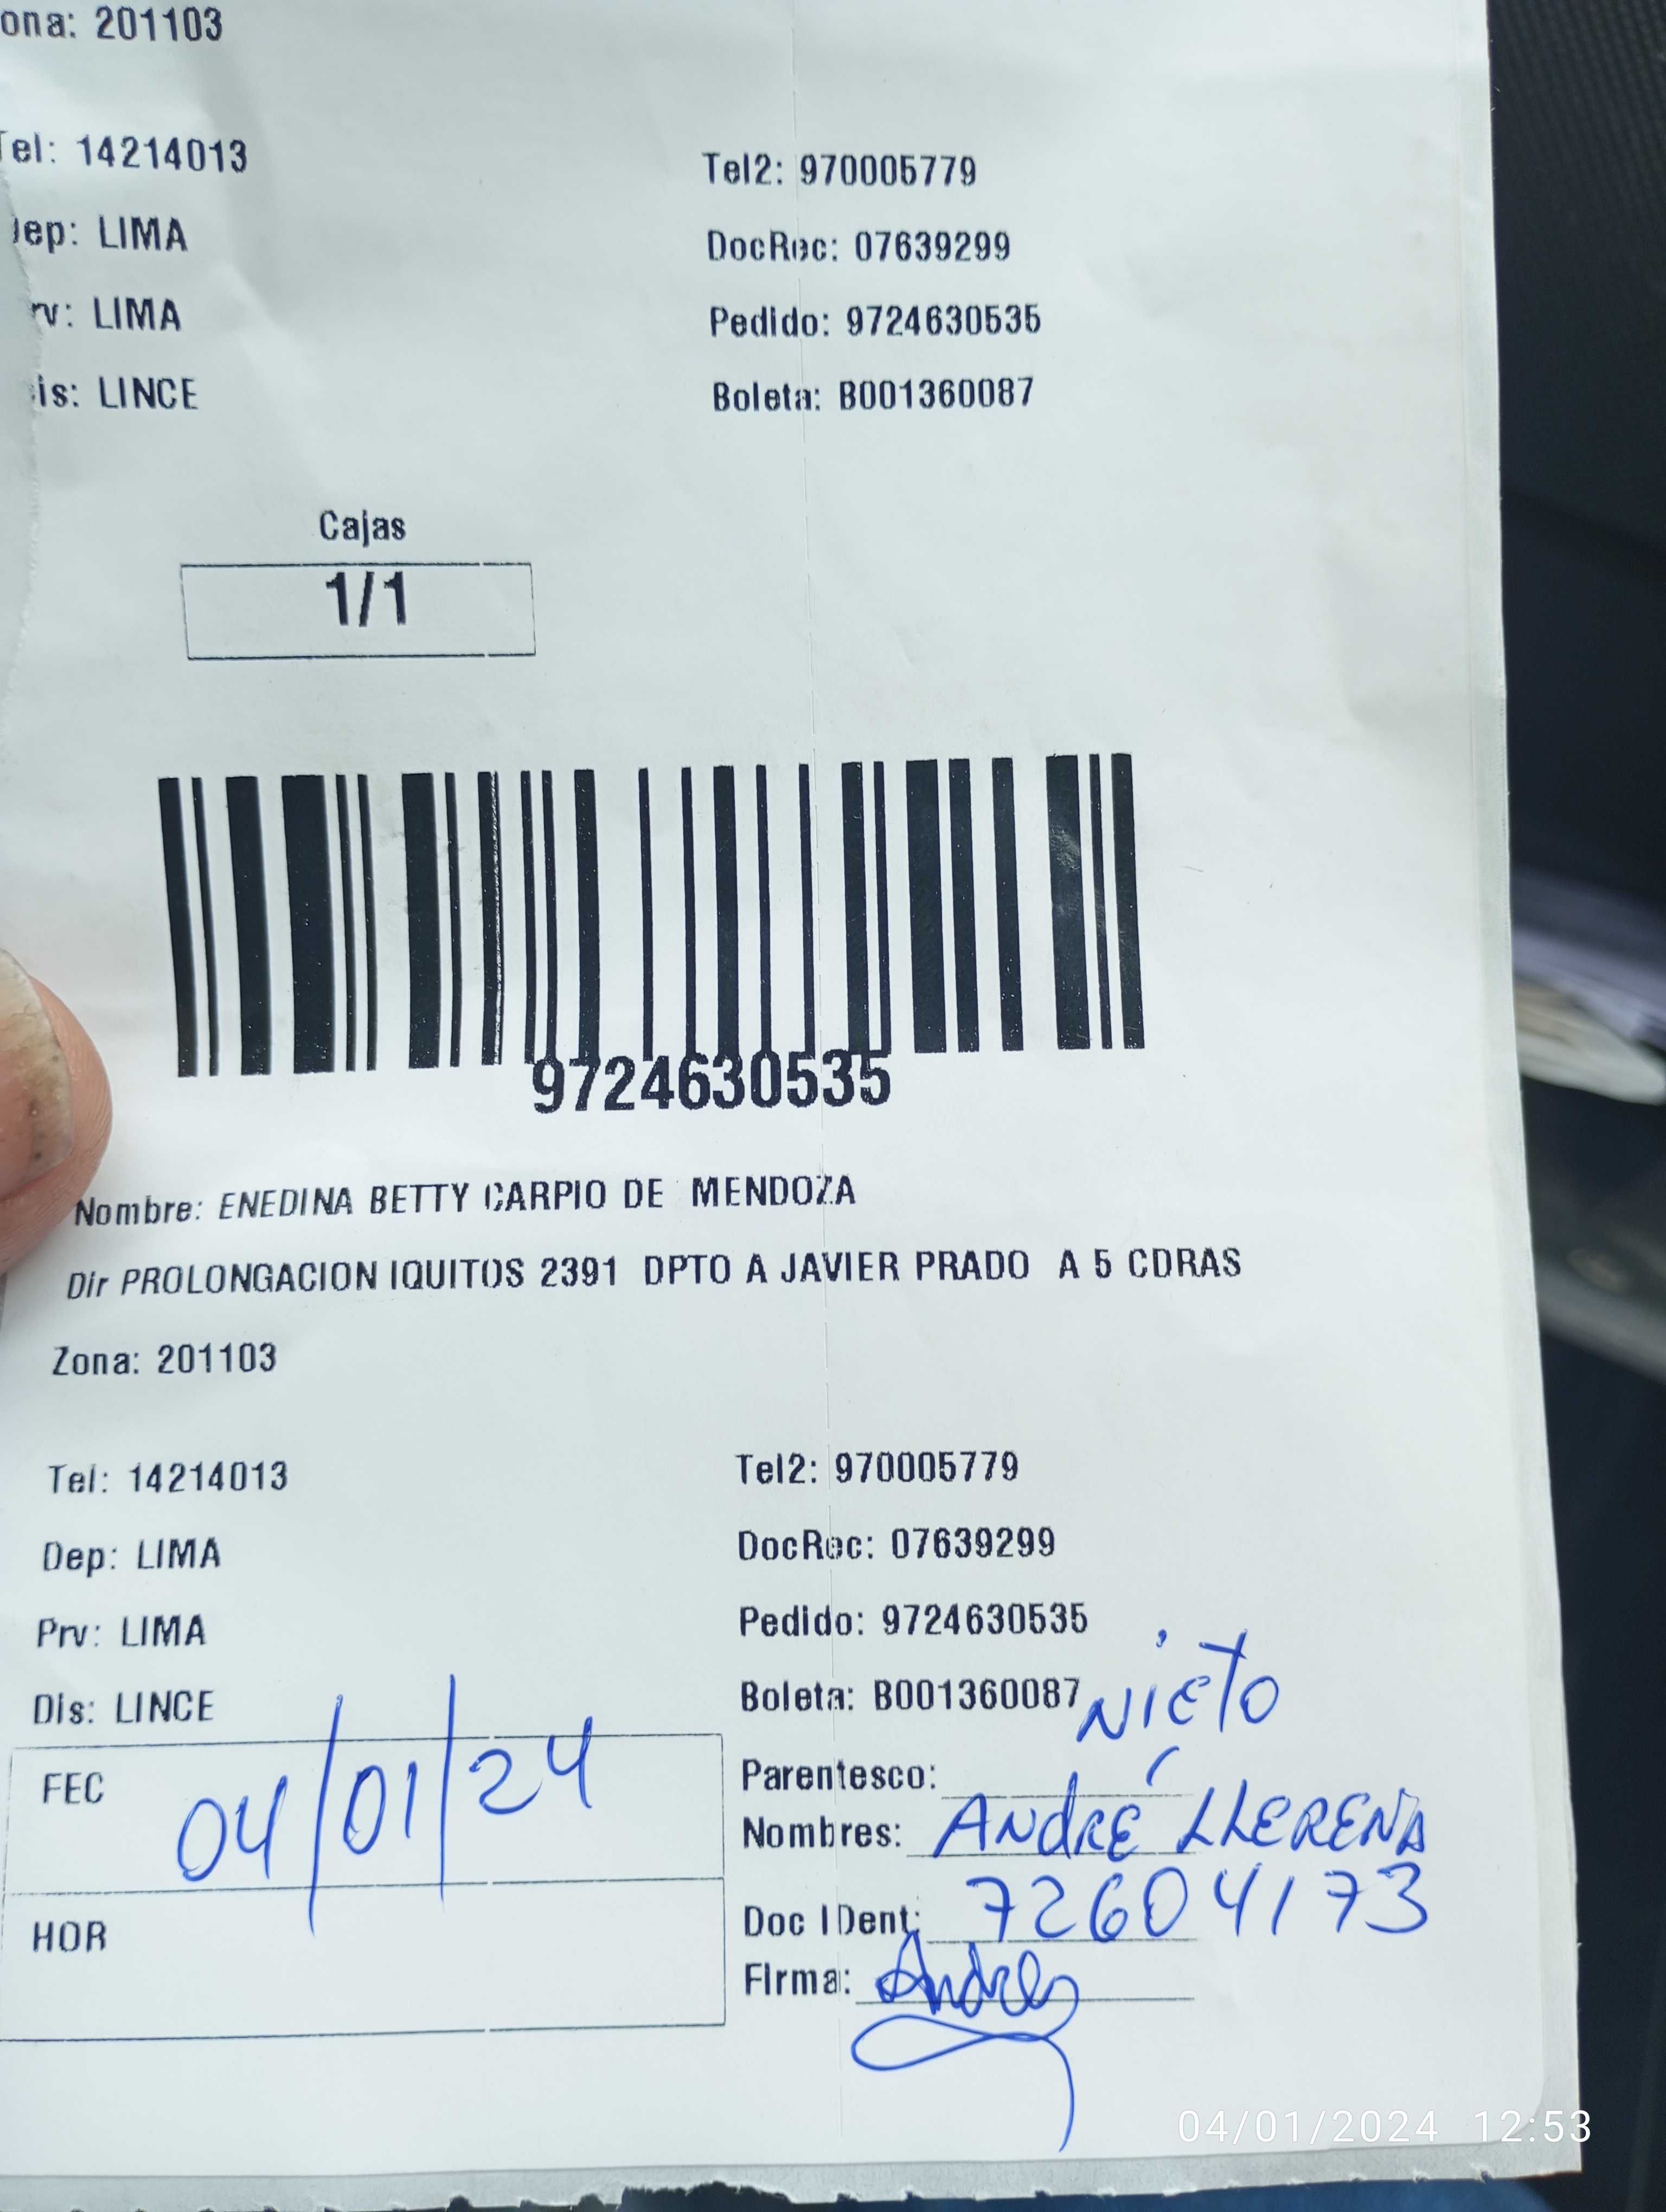 ona: 201103
Tel: 14214013
Tel2: 970005779
Dep: LIMA
DocRec: 07639299
rv: LIMA
Pedido: 9724630535
is: LINCE
Boleta: B001360087
Cajas
1/1
9724630535
Nombre: ENEDINA BETTY CARPIO DE MENDOZA
Dir PROLONGACION IQUITOS 2391 DPTO A JAVIER PRADO A 5 CDRAS
Zona: 201103
Tel: 14214013
Tel2: 970005779
Dep: LIMA
DocRec: 07639299
Prv: LIMA
Pedido: 9724630535
Dis: LINCE
Boleta: B001360087
NIETO
FEC 04/01/24
Parentesco:
Nombres: ANDRÉ LLERENA
HOR
Doc IDent: 72604173
Firma: Andre
04/01/2024 12:53